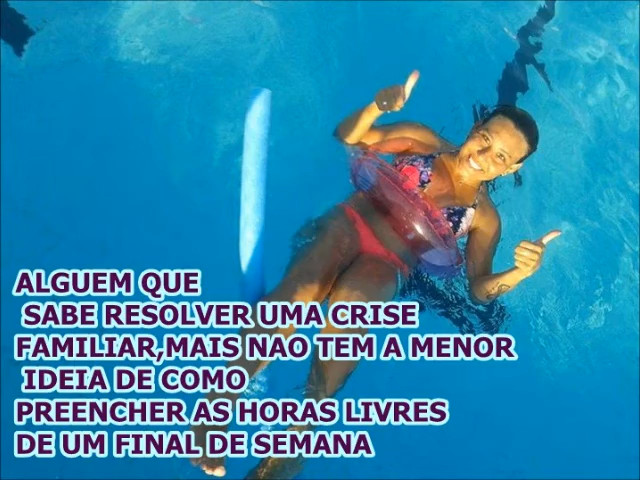 ALGUEM QUE
SABE RESOLVER UMA CRISE
FAMILIAR,MAIS NAO TEM A MENOR
IDEIA DE COMO
PREENCHER AS HORAS LIVRES
DE UM FINAL DE SEMANA